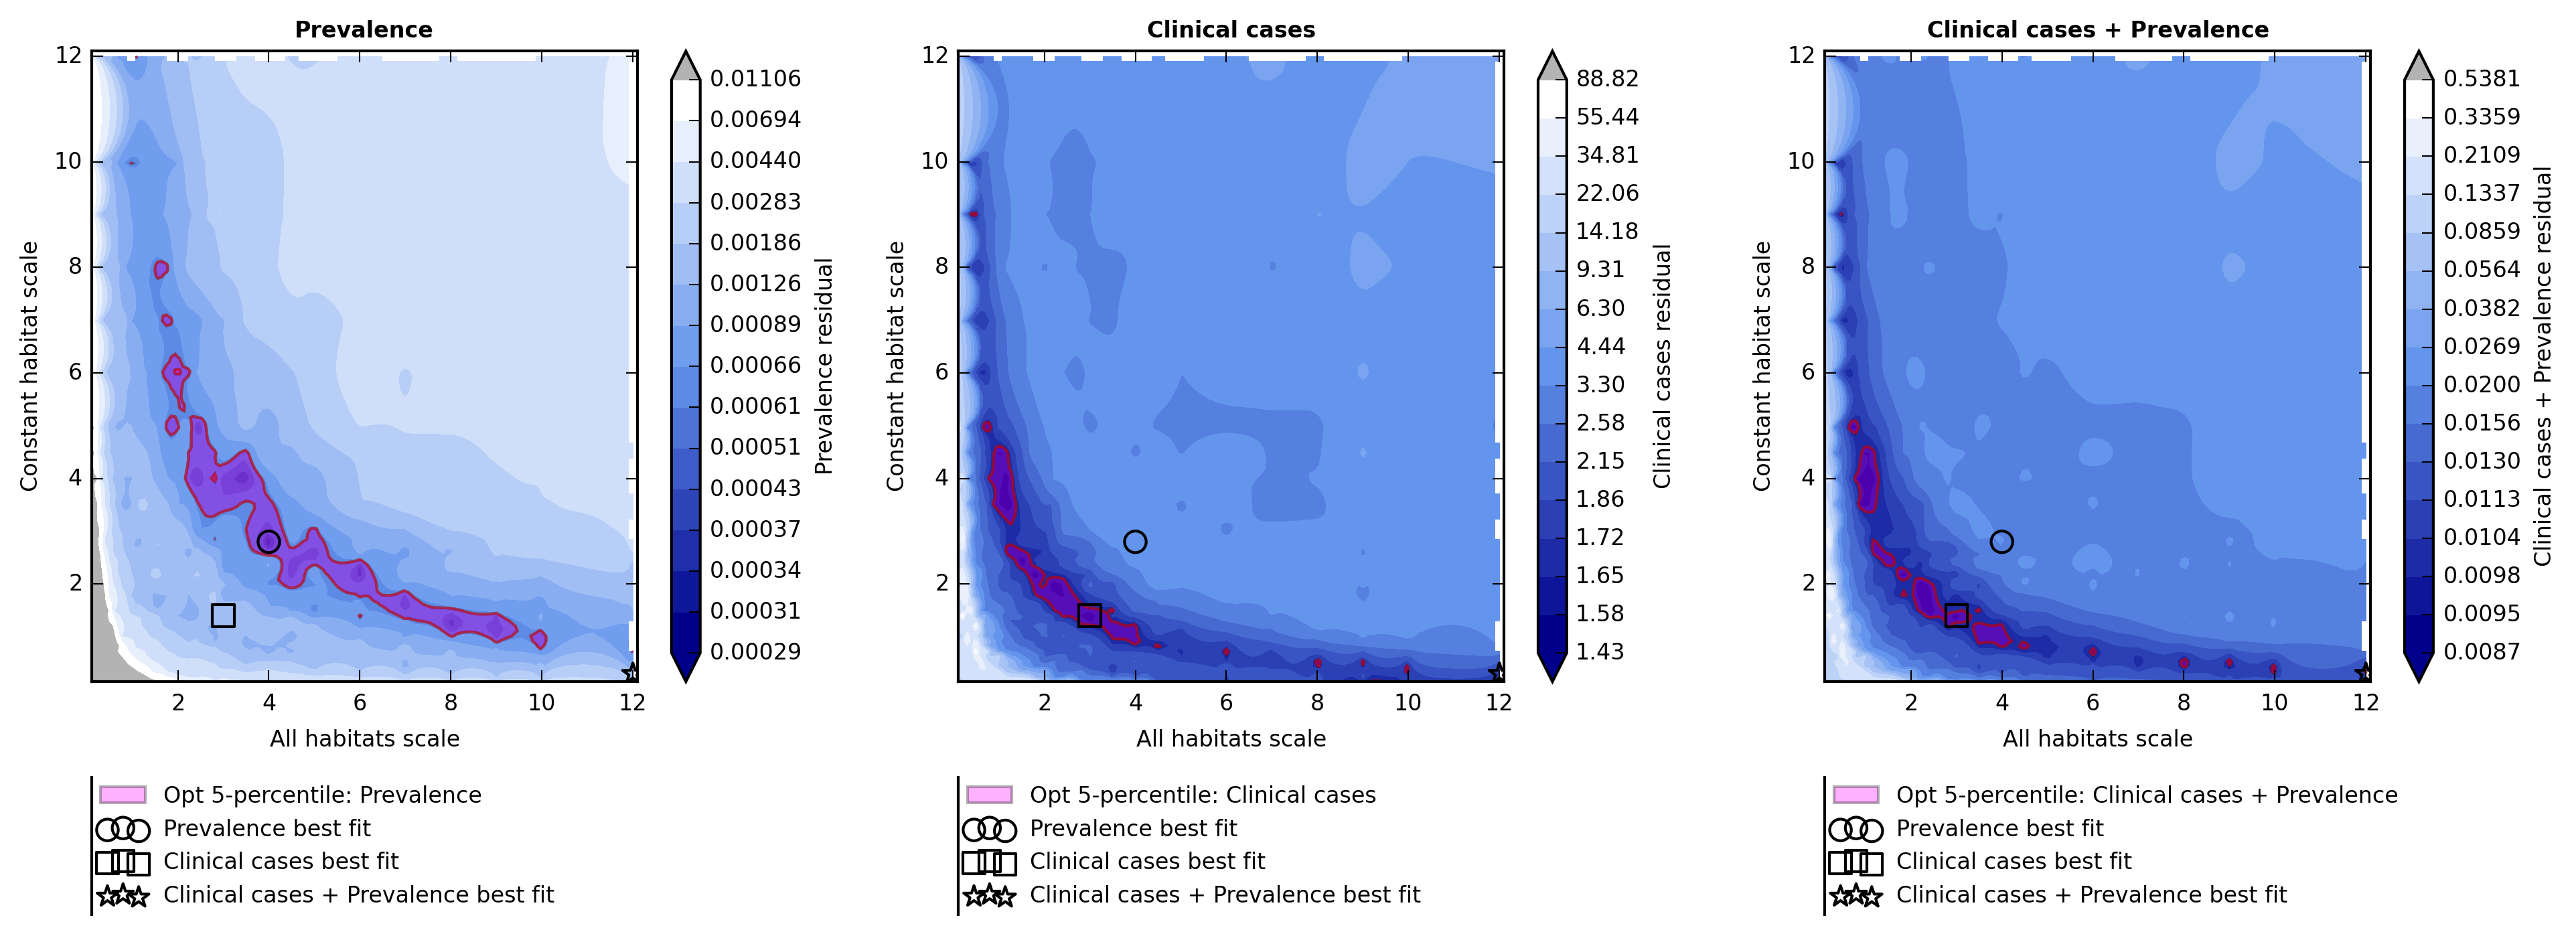 Prevalence
Constant habitat scale
12
10
8
6
4
2
2 4 6 8 10 12
All habitats scale
0.01106
0.00694
0.00440
0.00283
0.00186
0.00126
0.00089
0.00066
0.00061
0.00051
0.00043
0.00037
0.00034
0.00031
0.00029
Prevalence residual
Opt 5-percentile: Prevalence
Prevalence best fit
Clinical cases best fit
Clinical cases + Prevalence best fit
Clinical cases
Constant habitat scale
12
10
8
6
4
2
2 4 6 8 10 12
All habitats scale
88.82
55.44
34.81
22.06
14.18
9.31
6.30
4.44
3.30
2.58
2.15
1.86
1.72
1.65
1.58
1.43
Clinical cases residual
Opt 5-percentile: Clinical cases
Prevalence best fit
Clinical cases best fit
Clinical cases + Prevalence best fit
Clinical cases + Prevalence
Constant habitat scale
12
10
8
6
4
2
2 4 6 8 10 12
All habitats scale
0.5381
0.3359
0.2109
0.1337
0.0859
0.0564
0.0382
0.0269
0.0200
0.0156
0.0130
0.0113
0.0104
0.0098
0.0095
0.0087
Clinical cases + Prevalence residual
Opt 5-percentile: Clinical cases + Prevalence
Prevalence best fit
Clinical cases best fit
Clinical cases + Prevalence best fit